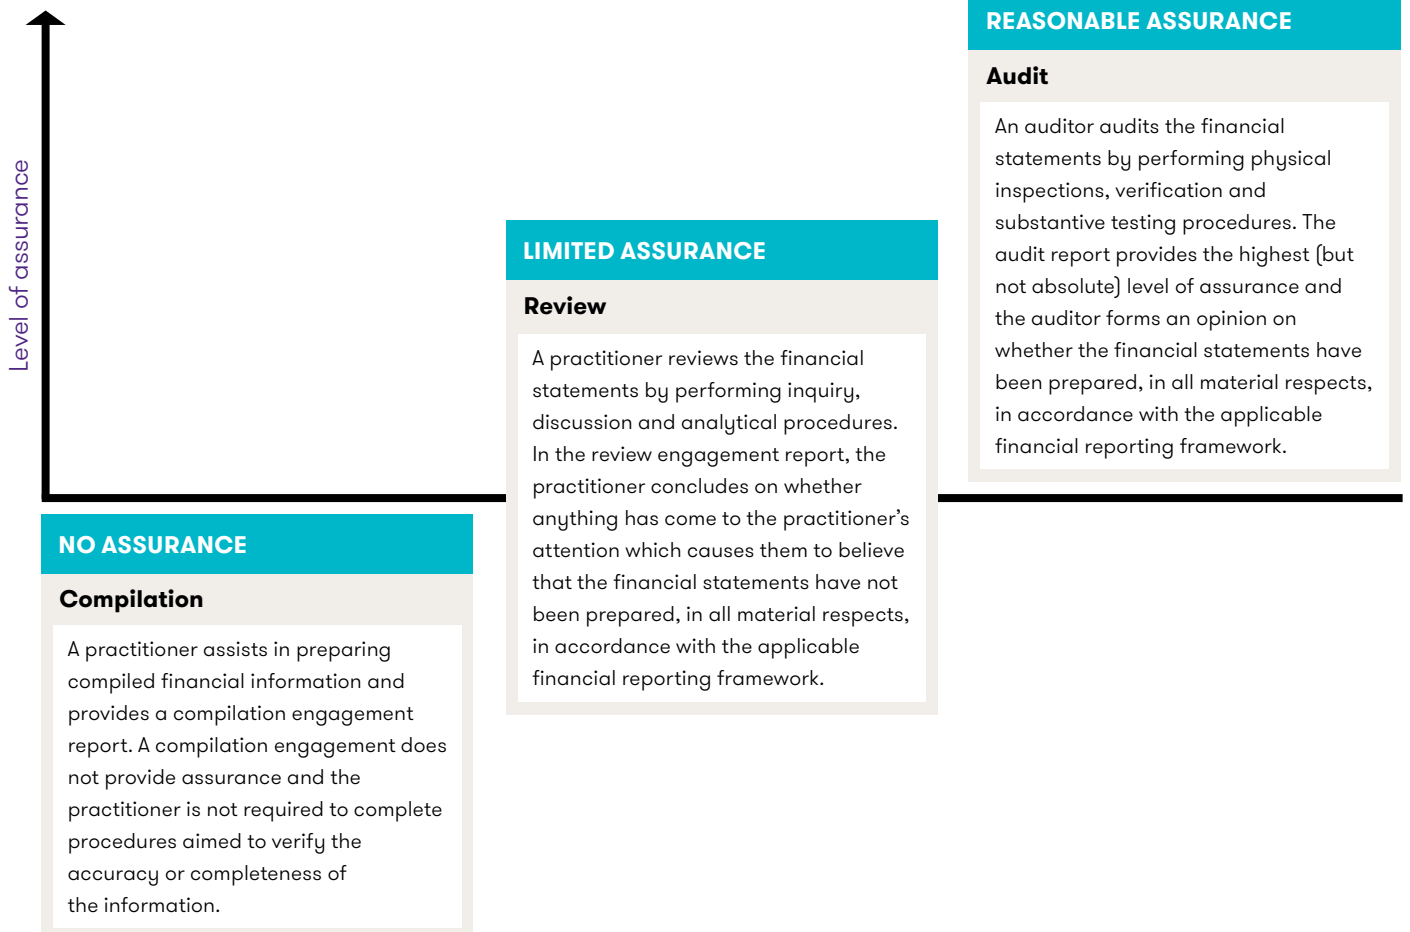 Level of assurance
REASONABLE ASSURANCE
Audit
An auditor audits the financial
statements by performing physical
inspections, verification and
substantive testing procedures. The
audit report provides the highest (but
not absolute) level of assurance and
the auditor forms an opinion on
whether the financial statements have
been prepared, in all material respects,
in accordance with the applicable
financial reporting framework.
LIMITED ASSURANCE
Review
A practitioner reviews the financial
statements by performing inquiry,
discussion and analytical procedures.
In the review engagement report, the
practitioner concludes on whether
anything has come to the practitioner’s
attention which causes them to believe
that the financial statements have not
been prepared, in all material respects,
in accordance with the applicable
financial reporting framework.
NO ASSURANCE
Compilation
A practitioner assists in preparing
compiled financial information and
provides a compilation engagement
report. A compilation engagement does
not provide assurance and the
practitioner is not required to complete
procedures aimed to verify the
accuracy or completeness of
the information.